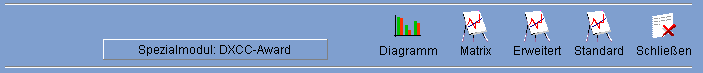 Spezialmodul: DXCC-Award
Diagramm Matrix Erweitert Standard Schließen